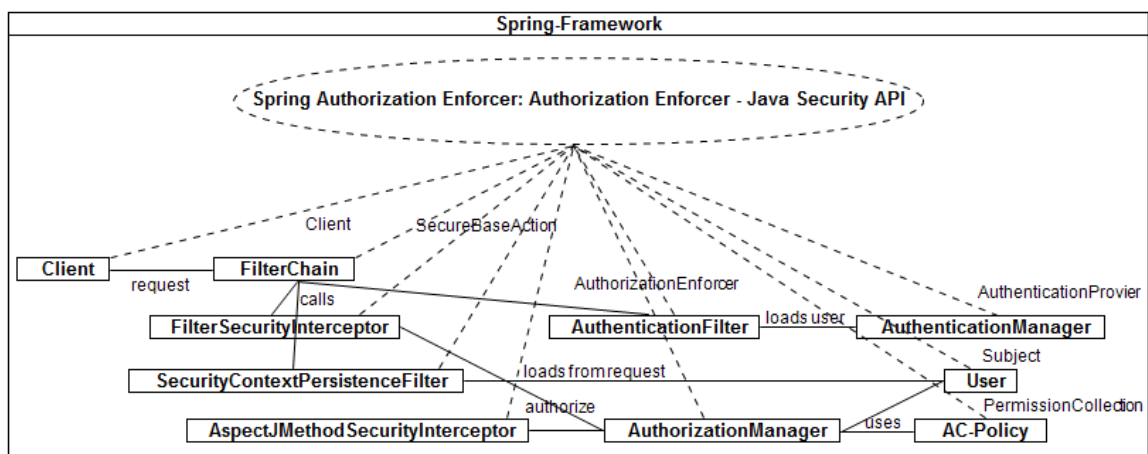 Spring-Framework
Spring Authorization Enforcer: Authorization Enforcer - Java Security API
Client
SecureBaseAction
Client
FilterChain
request
calls
AuthorizationEnforcer
AuthenticationProvier
FilterSecurityInterceptor
AuthenticationFilter
loads user
AuthenticationManager
Subject
SecurityContextPersistenceFilter
loads from request
User
PermissionCollection
authorize
AspectJMethodSecurityInterceptor
AuthorizationManager
uses
AC-Policy